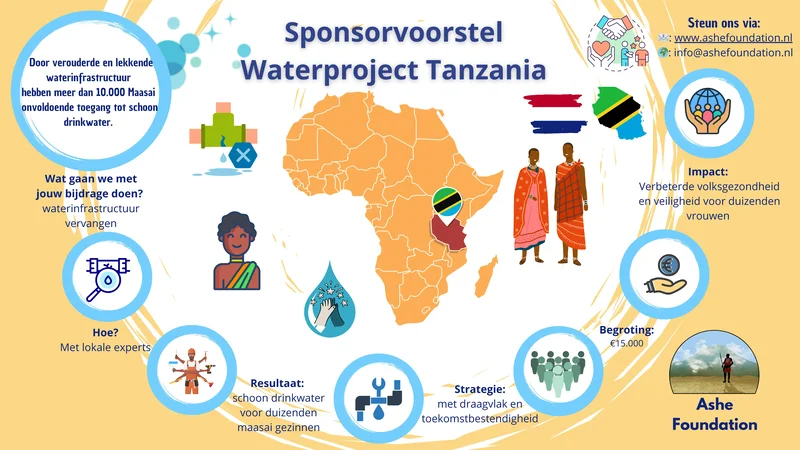 Sponsorvoorstel
Waterproject Tanzania
Door verouderde en lekkende
waterinfrastructuur
hebben meer dan 10.000 Maasai
onvoldoende toegang tot schoon
drinkwater.
Wat gaan we met
jouw bijdrage doen?
waterinfrastructuur
vervangen
Hoe?
Met lokale experts
Resultaat:
schoon drinkwater
voor duizenden
maasai gezinnen
Strategie:
met draagvlak en
toekomstbestendigheid
Begroting:
€15.000
Impact:
Verbeterde volksgezondheid
en veiligheid voor duizenden
vrouwen
Steun ons via:
: www.ashefoundation.nl
: info@ashefoundation.nl
Ashe
Foundation